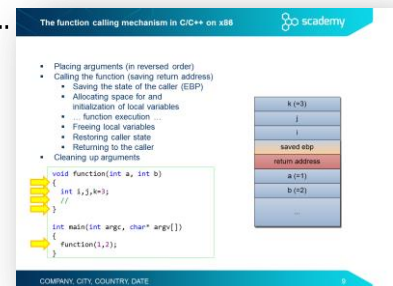 ..
The function calling mechanism in C/C++ on x86
scademy
Placing arguments (in reversed order)
Calling the function (saving return address)
Saving the state of the caller (EBP)
Allocating space for and
initialization of local variables
... function execution ...
Freeing local variables
Restoring caller state
Returning to the caller
Cleaning up arguments
void function(int a, int b)
{
int i,j,k=3;
//
}
int main(int argc, char* argv[])
{
function(1,2);
}
k (=3)
j
i
saved ebp
return address
a (=1)
b (=2)
...
COMPANY, CITY, COUNTRY, DATE
9